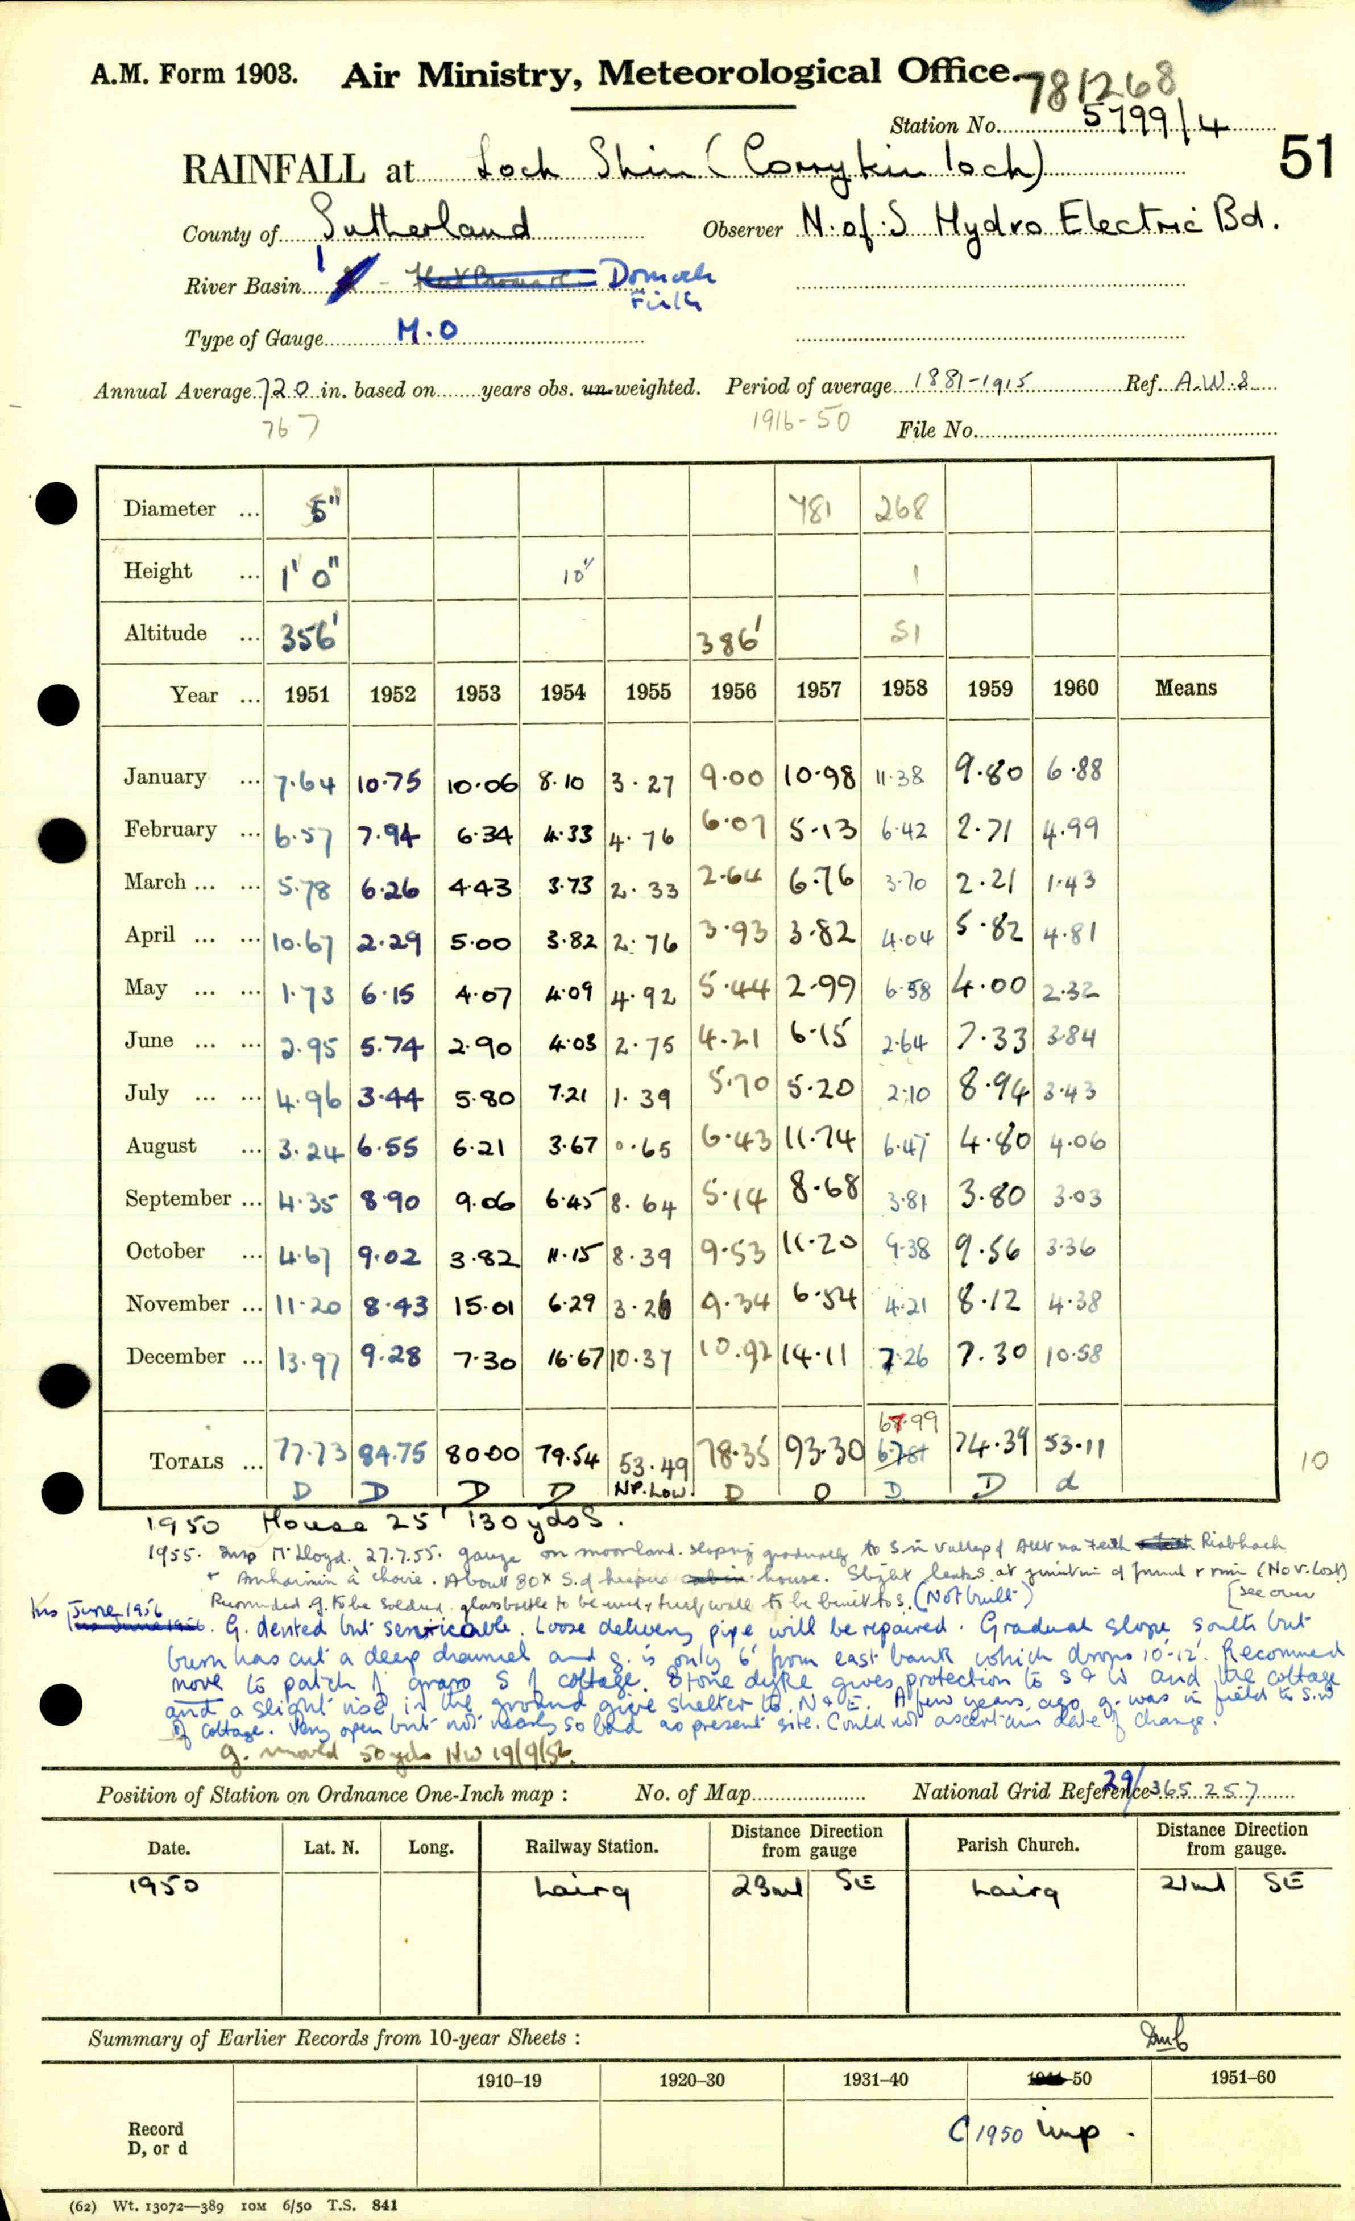 A.M. Form 1903. Air Ministry, Meteorological Office.
781268
Station No. 5799/4
51
RAINFALL at Loch Shin (Corrykinloch)
County of Sutherland Observer N. of. S Hydro Electric Bd.
River Basin 1 Dornoch Firth
Type of Gauge M.O
Annual Average 72.0 in. based on years obs. un-weighted. Period of average 1881-1915 Ref. A.W.S
767 1916-50 File No.
Diameter ... 5" 781 268
Height ... 1' 0" 10" 1
Altitude ... 356' 386' 51
Year ... 1951 1952 1953 1954 1955 1956 1957 1958 1959 1960 Means
January ... 7.64 10.75 10.06 8.10 3.27 9.00 10.98 11.38 9.80 6.88
February ... 6.57 7.94 6.34 4.33 4.76 6.07 5.13 6.42 2.71 4.99
March ... ... 5.78 6.26 4.43 3.73 2.33 2.64 6.76 3.70 2.21 1.43
April ... ... 10.67 2.29 5.00 3.82 2.76 3.93 3.82 4.04 5.82 4.81
May ... ... 1.73 6.15 4.07 4.09 4.92 5.44 2.99 6.58 4.00 2.32
June ... ... 2.95 5.74 2.90 4.03 2.75 4.21 6.15 2.64 7.33 3.84
July ... ... 4.96 3.44 5.80 7.21 1.39 5.70 5.20 2.10 8.94 3.43
August ... 3.24 6.55 6.21 3.67 0.65 6.43 11.74 6.47 4.80 4.06
September ... 4.35 8.90 9.06 6.45 8.64 5.14 8.68 3.81 3.80 3.03
October ... 4.67 9.02 3.82 11.15 8.39 9.53 11.20 9.38 9.56 3.36
November ... 11.20 8.43 15.01 6.29 3.26 9.34 6.54 4.21 8.12 4.38
December ... 13.97 9.28 7.30 16.67 10.37 10.92 14.11 7.26 7.30 10.58
67.99
TOTALS ... 77.73 84.75 80.00 79.54 53.49 78.35 93.30 74.39 53.11 10
D D D D NP. Low. D D D D d
1950 House 25' 130 yds S.
1955. Insp Mr Lloyd. 27.7.55. gauge on moorland. sloping gradually to S in valley of Allt na Feith Riabhach
. About 80x S. of keepers house. Slight leaks at junction of funnel & rim (Nov. lost)
g. to be soldered. glass bottle to be used & turf wall to be built to S. (Not built) [see over
Ins June 1956. G. dented but serviceable. Loose delivery pipe will be repaired. Gradual slope south but
burn has cut a deep channel and g. is only 6' from east bank which drops 10-12'. Recommend
move to patch of grass S of cottage. Stone dyke gives protection to S & W and the cottage
and a slight rise in the ground give shelter to N & E. A few years ago g. was in field to S.W
of cottage. Very open but not nearly so bad as present site. Could not ascertain date of change.
g. moved 50 yds NW 19/9/56.
Position of Station on Ordnance One-Inch map : No. of Map National Grid Reference 29/365257
Date. Lat. N. Long. Railway Station. Distance from gauge Direction Parish Church. Distance from gauge. Direction
1950 Lairg 23ml SE Lairg 21ml SE
Summary of Earlier Records from 10-year Sheets :
1910–19 1920–30 1931–40 50 1951–60
Record
D, or d C 1950 imp.
(62) Wt. 13072—389 IOM 6/50 T.S. 841